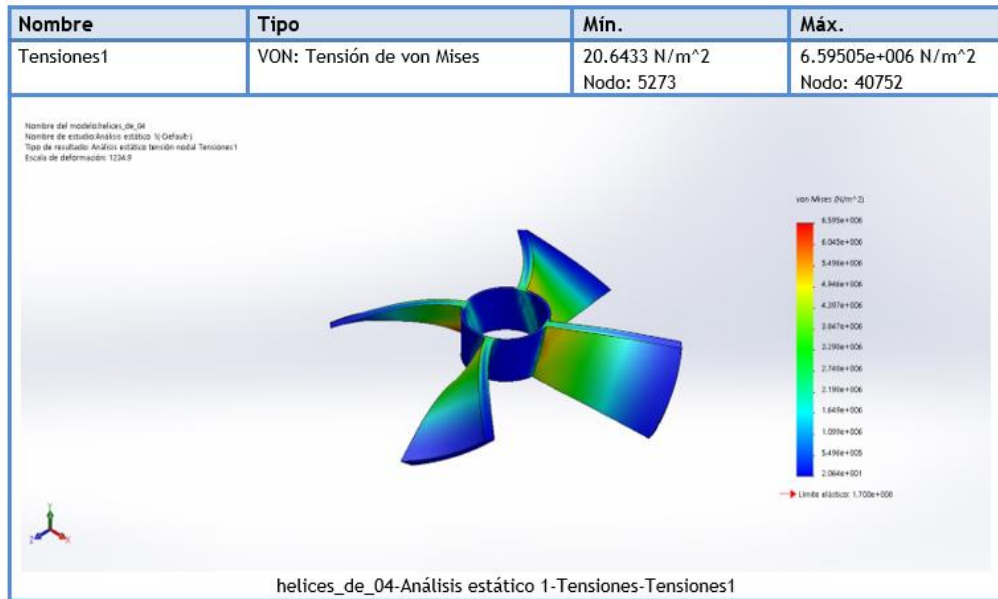 Nombre Tipo Mín. Máx.
Tensiones1 VON: Tensión de von Mises 20.6433 N/m^2 6.59505e+006 N/m^2
Nodo: 5273 Nodo: 40752
Nombre del modelo:helices_de_04
Nombre de estudio:Análisis estático 1(-Default-)
Tipo de resultado: Análisis estático tensión nodal Tensiones1
Escala de deformación: 1234.9
von Mises (N/m^2)
6.595e+006
6.045e+006
5.496e+006
4.946e+006
4.397e+006
3.847e+006
3.298e+006
2.748e+006
2.198e+006
1.649e+006
1.099e+006
5.496e+005
2.064e+001
Límite elástico: 1.700e+008
Y
Z X
helices_de_04-Análisis estático 1-Tensiones-Tensiones1